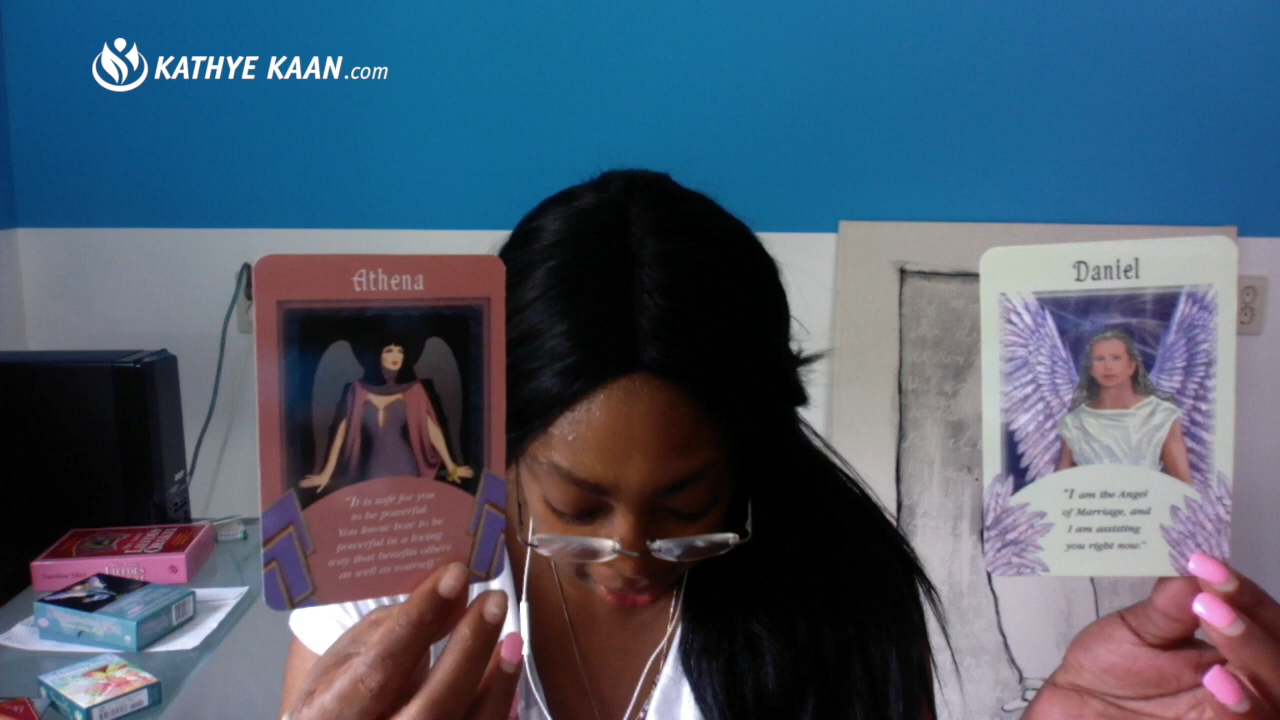 KATHYE KAAN.com
Athena
"It is safe for you
to be powerful.
You know how to be
powerful in a loving
way that benefits others
as well as yourself."
Daniel
"I am the Angel
of Marriage, and
I am assisting
you right now."